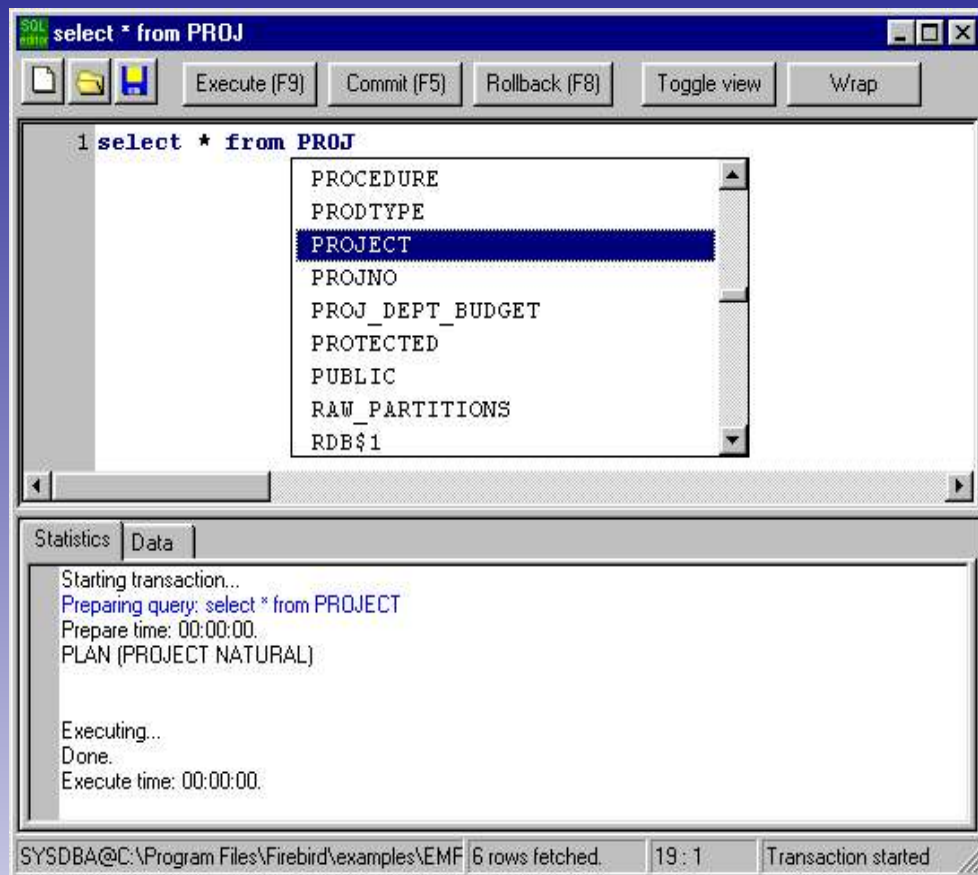 SQL editor select * from PROJ
Execute (F9) Commit (F5) Rollback (F8) Toggle view Wrap
1 select * from PROJ
PROCEDURE
PRODTYPE
PROJECT
PROJNO
PROJ_DEPT_BUDGET
PROTECTED
PUBLIC
RAW_PARTITIONS
RDB$1
Statistics Data
Starting transaction...
Preparing query: select * from PROJECT
Prepare time: 00:00:00.
PLAN (PROJECT NATURAL)
Executing...
Done.
Execute time: 00:00:00.
SYSDBA@C:\Program Files\Firebird\examples\EMF 6 rows fetched. 19 : 1 Transaction started